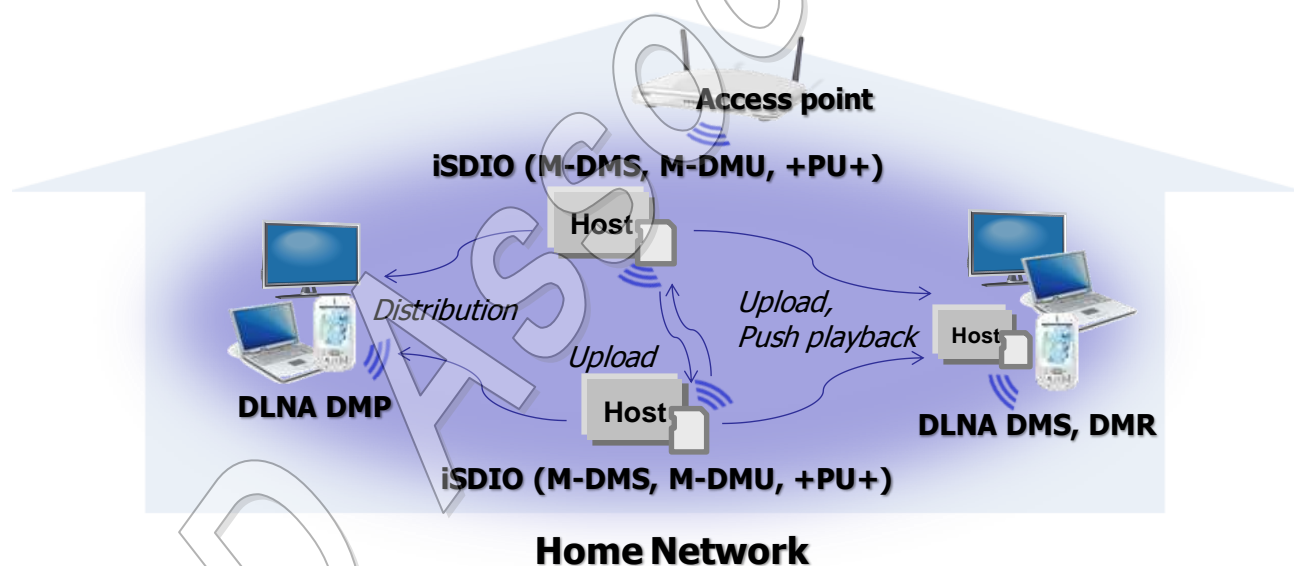 Access point
iSDIO (M-DMS, M-DMU, +PU+)
Host
Distribution
Upload,
Push playback
Host
Upload
Host
DLNA DMP
DLNA DMS, DMR
iSDIO (M-DMS, M-DMU, +PU+)
Home Network
D Assoc